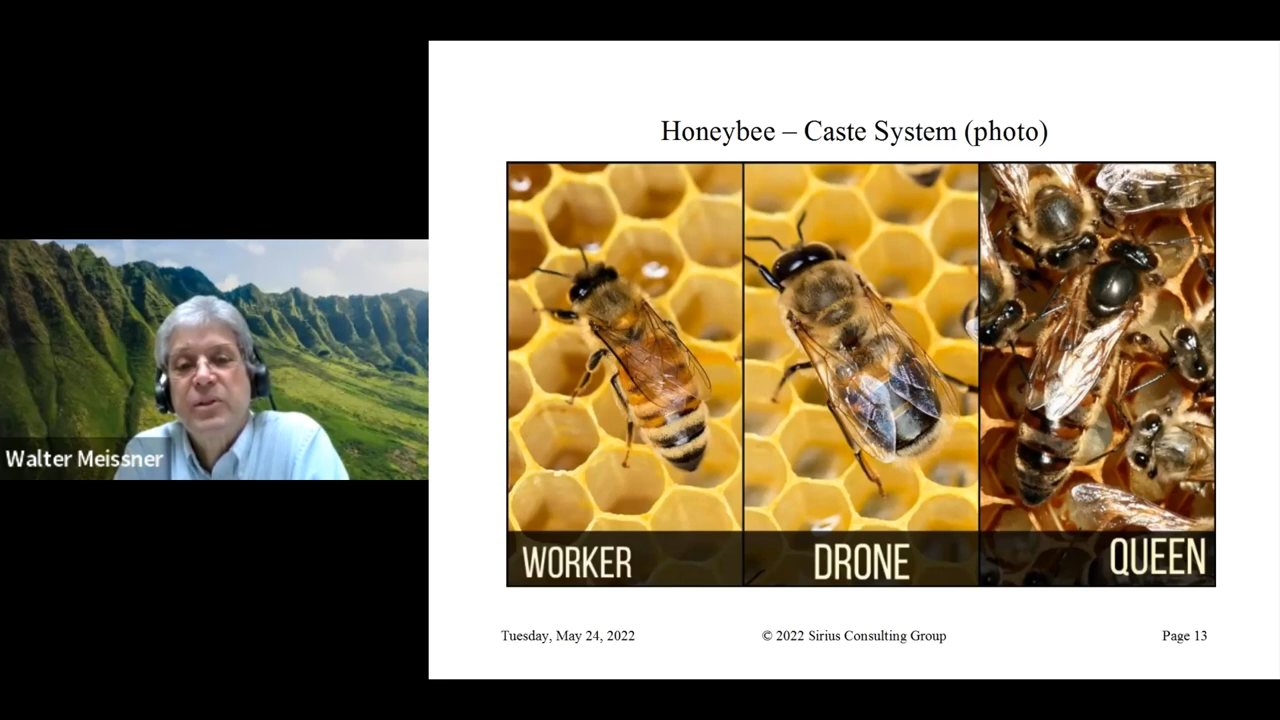 Walter Meissner
Honeybee – Caste System (photo)
WORKER
DRONE
QUEEN
Tuesday, May 24, 2022
© 2022 Sirius Consulting Group
Page 13